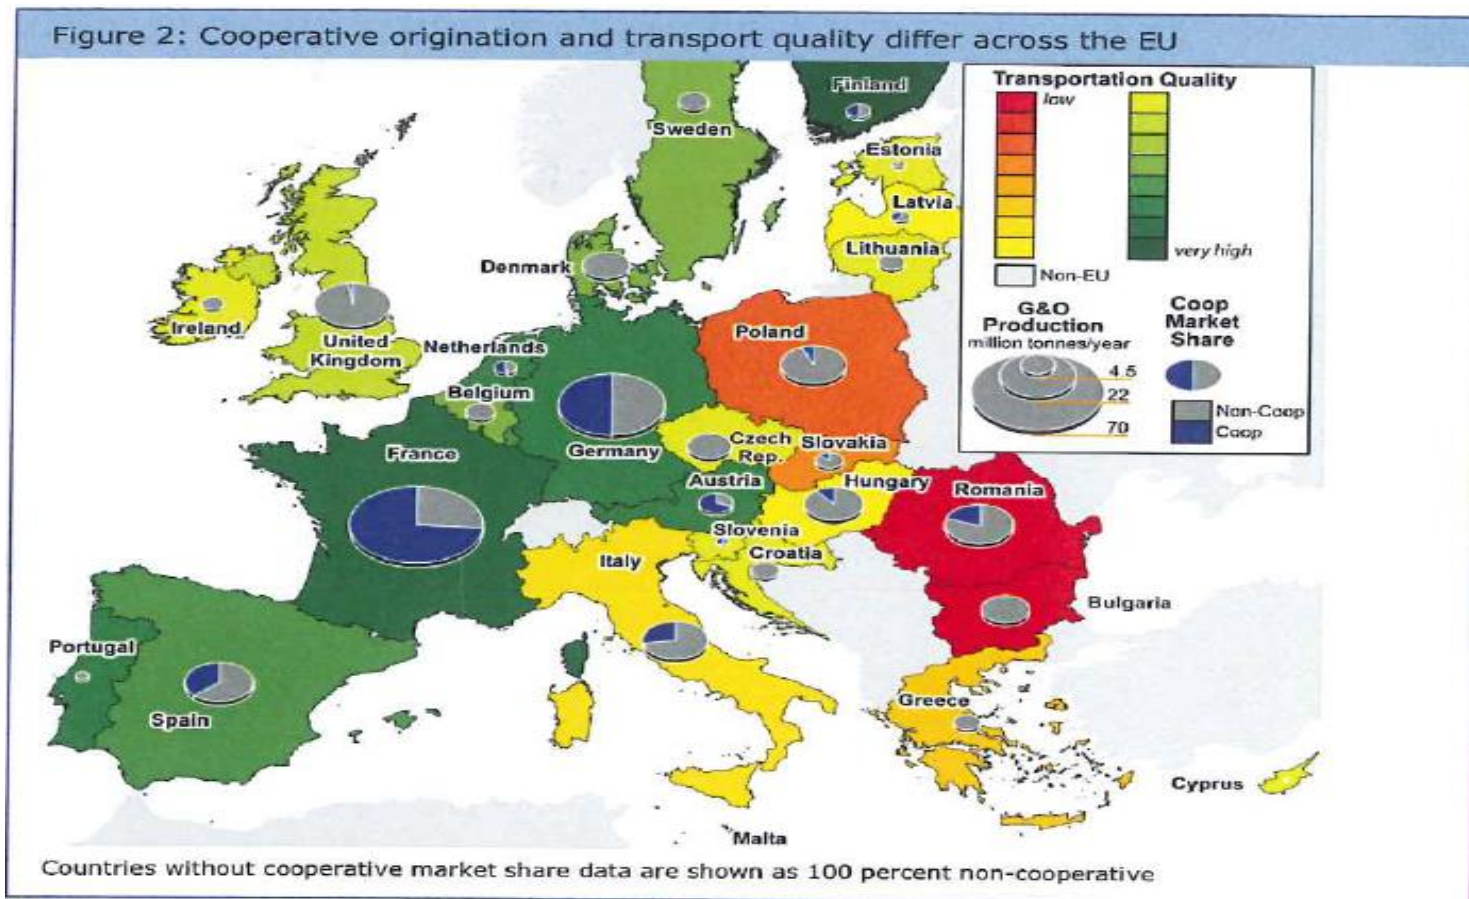 Figure 2: Cooperative origination and transport quality differ across the EU
Finland
Sweden
Estonia
Latvia
Lithuania
Denmark
Ireland
United
Kingdom
Netherlands
Belgium
Poland
Germany
Czech
Rep.
Slovakia
France
Austria
Hungary
Romania
Slovenia
Croatia
Italy
Bulgaria
Portugal
Spain
Greece
Cyprus
Malta
Transportation Quality
low
very high
Non-EU
G&O
Production
million tonnes/year
4.5
22
70
Coop
Market
Share
Non-Coop
Coop
Countries without cooperative market share data are shown as 100 percent non-cooperative